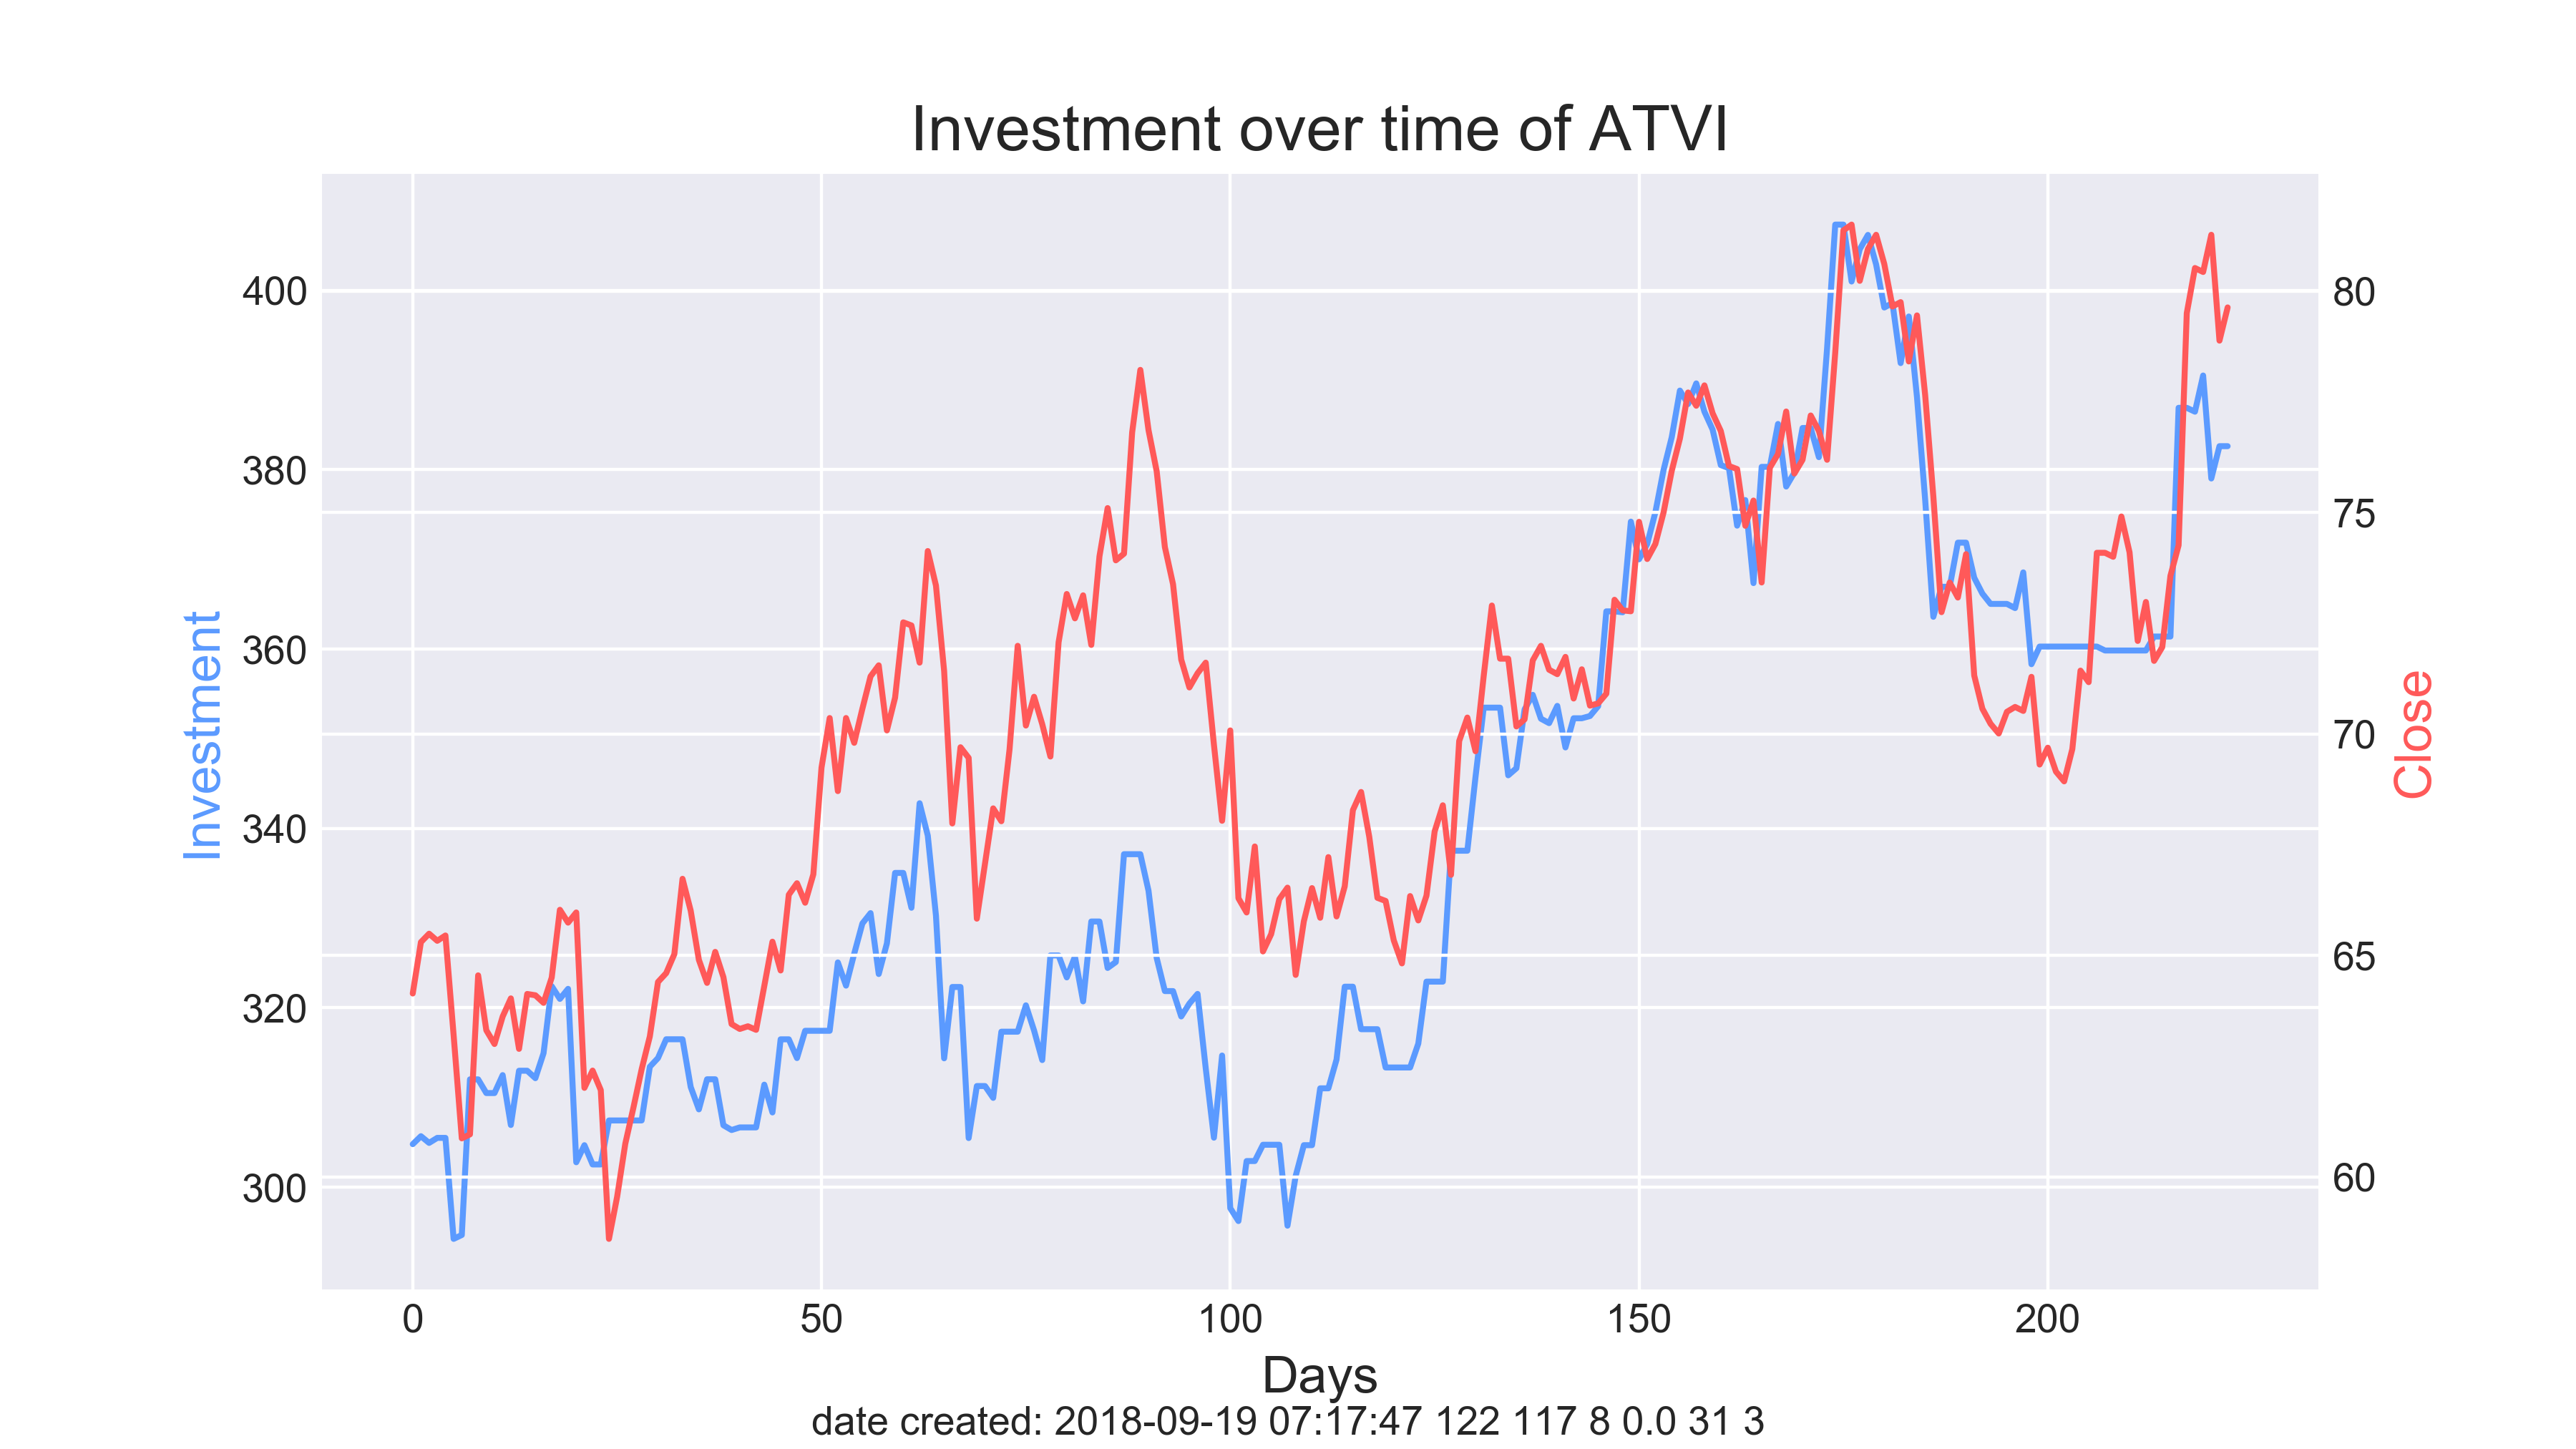 Investment over time of ATVI
400
380
360
340
320
300
Investment
80
75
70
65
60
Close
0 50 100 150 200
Days
date created: 2018-09-19 07:17:47 122 117 8 0.0 31 3